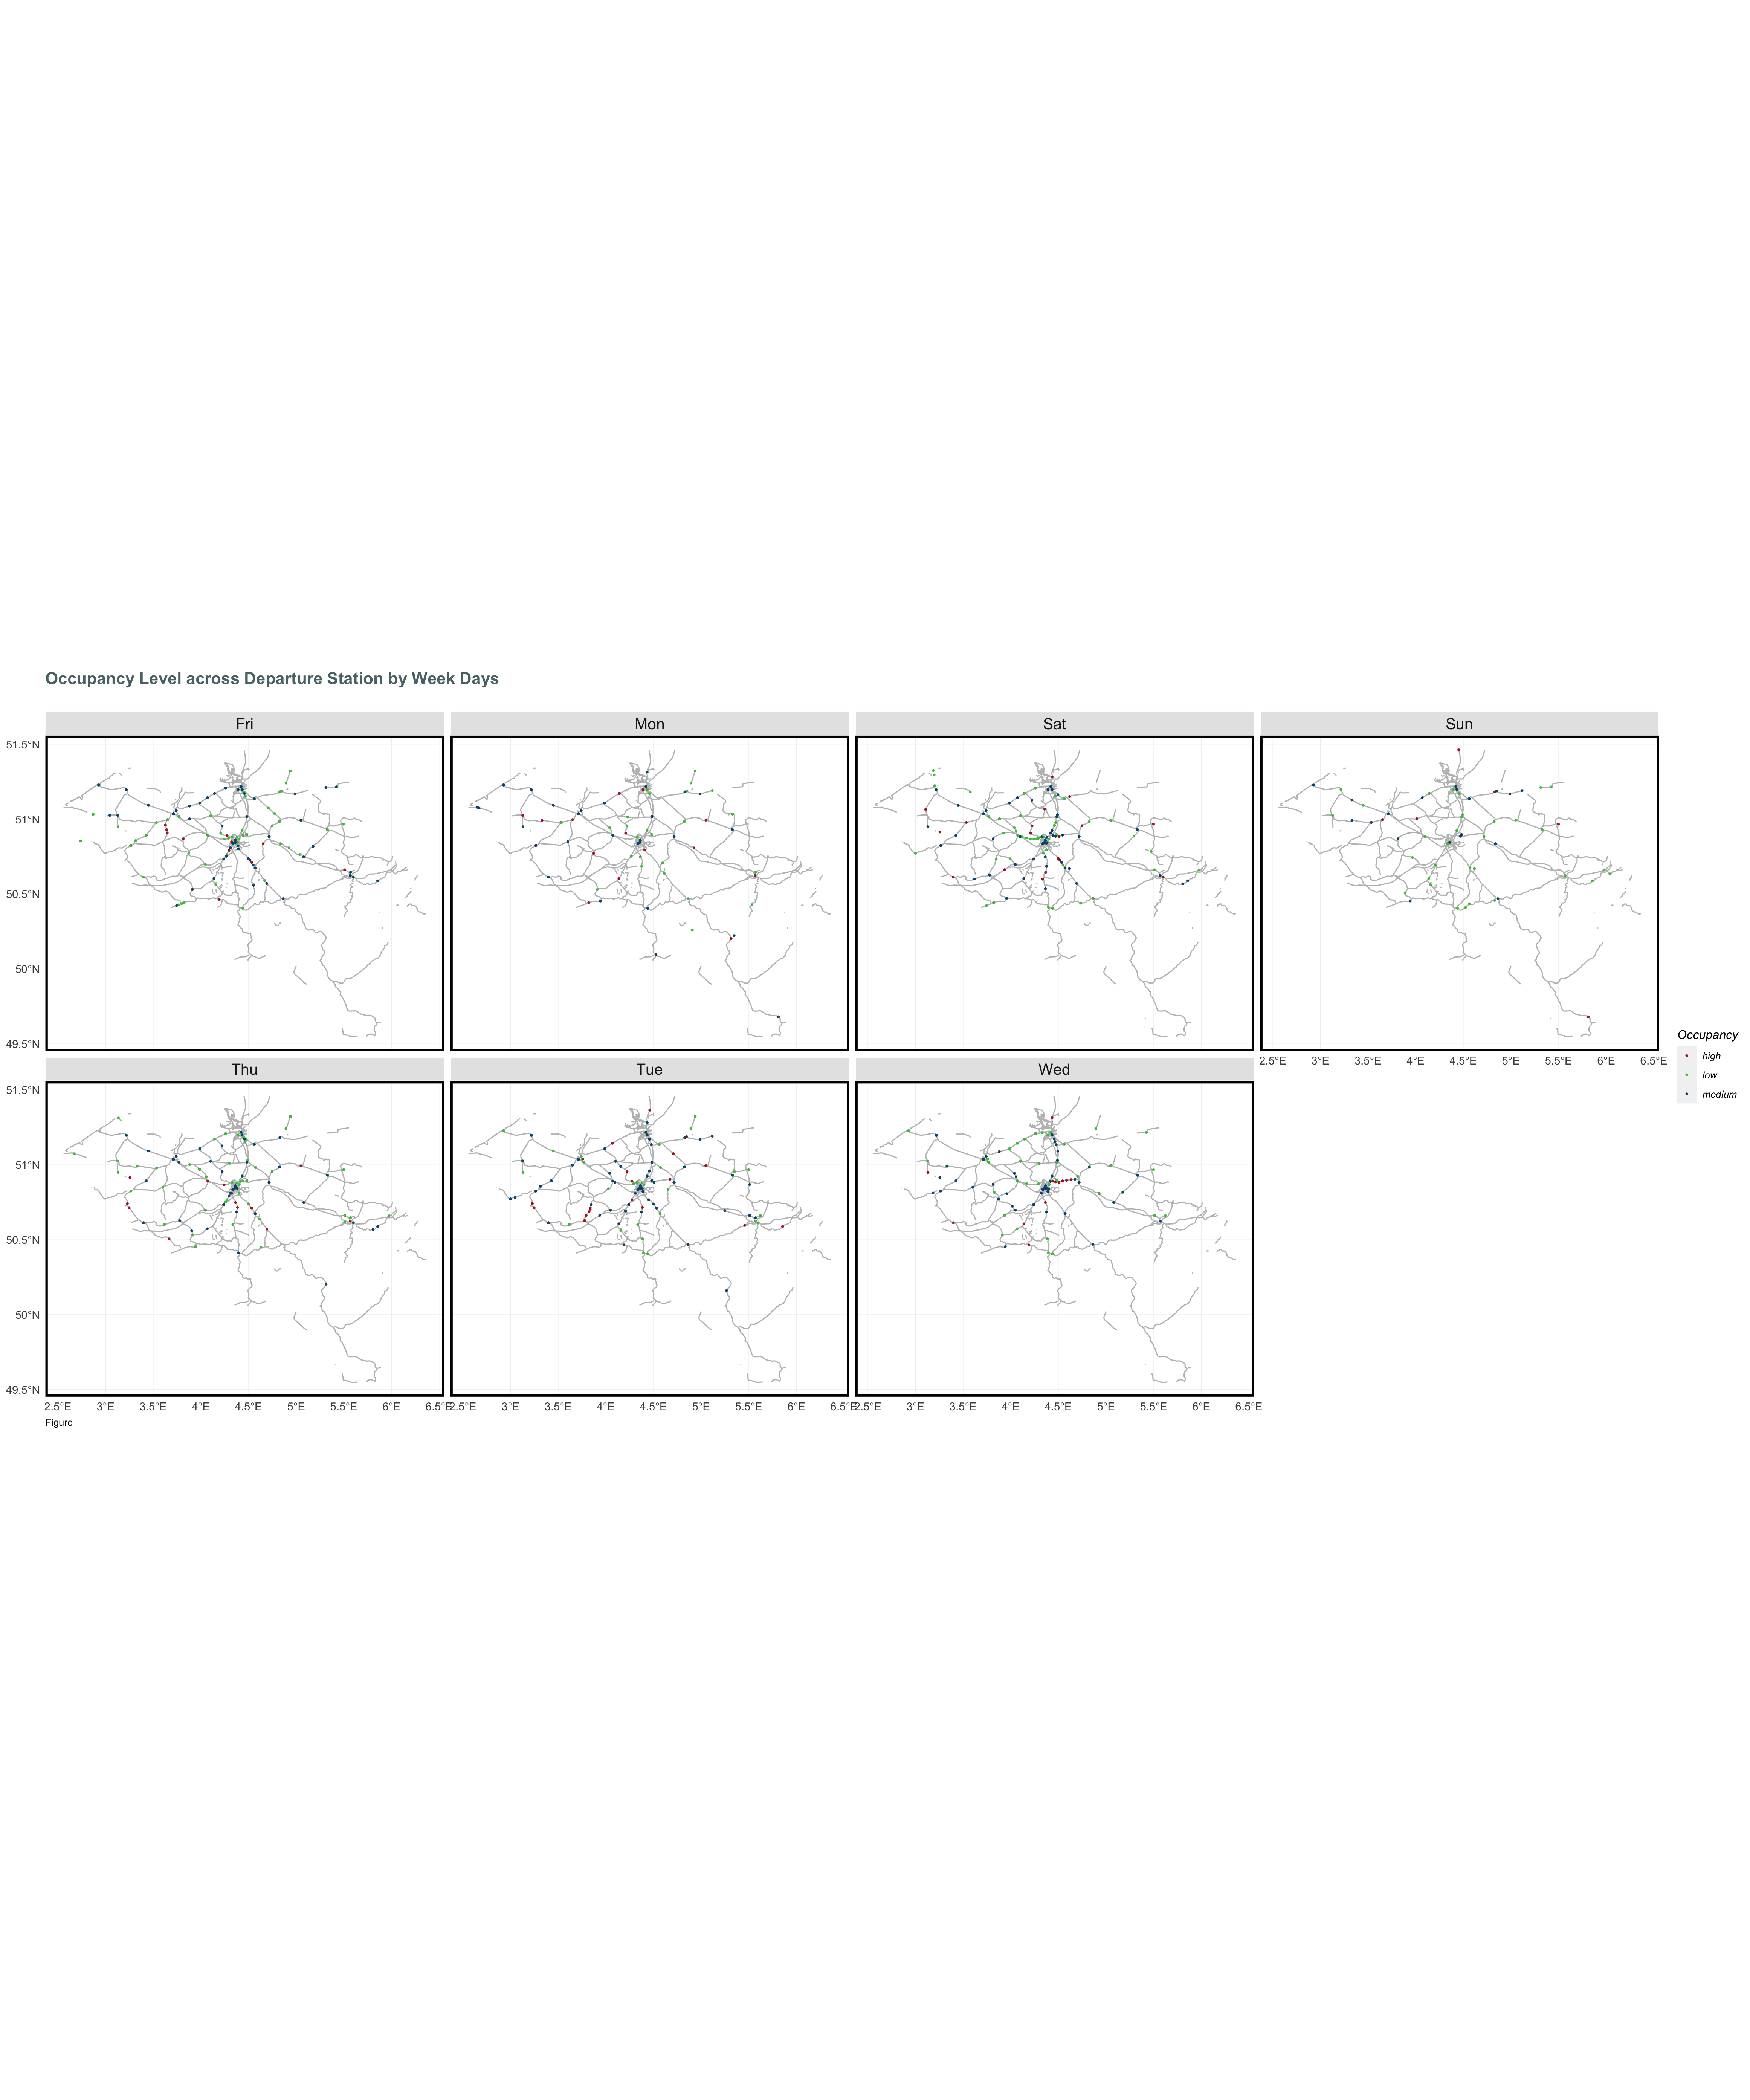 Occupancy Level across Departure Station by Week Days
Fri Mon Sat Sun
51.5°N
51°N
50.5°N
50°N
49.5°N
2.5°E 3°E 3.5°E 4°E 4.5°E 5°E 5.5°E 6°E 6.5°E
Occupancy
high
low
medium
Thu Tue Wed
51.5°N
51°N
50.5°N
50°N
49.5°N
2.5°E 3°E 3.5°E 4°E 4.5°E 5°E 5.5°E 6°E 6.5°E 2.5°E 3°E 3.5°E 4°E 4.5°E 5°E 5.5°E 6°E 6.5°E 2.5°E 3°E 3.5°E 4°E 4.5°E 5°E 5.5°E 6°E 6.5°E
Figure